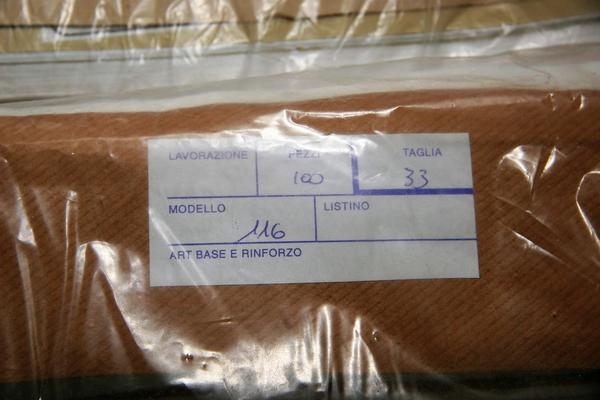 LAVORAZIONE PEZZI TAGLIA
100 33
MODELLO LISTINO
116
ART BASE E RINFORZO